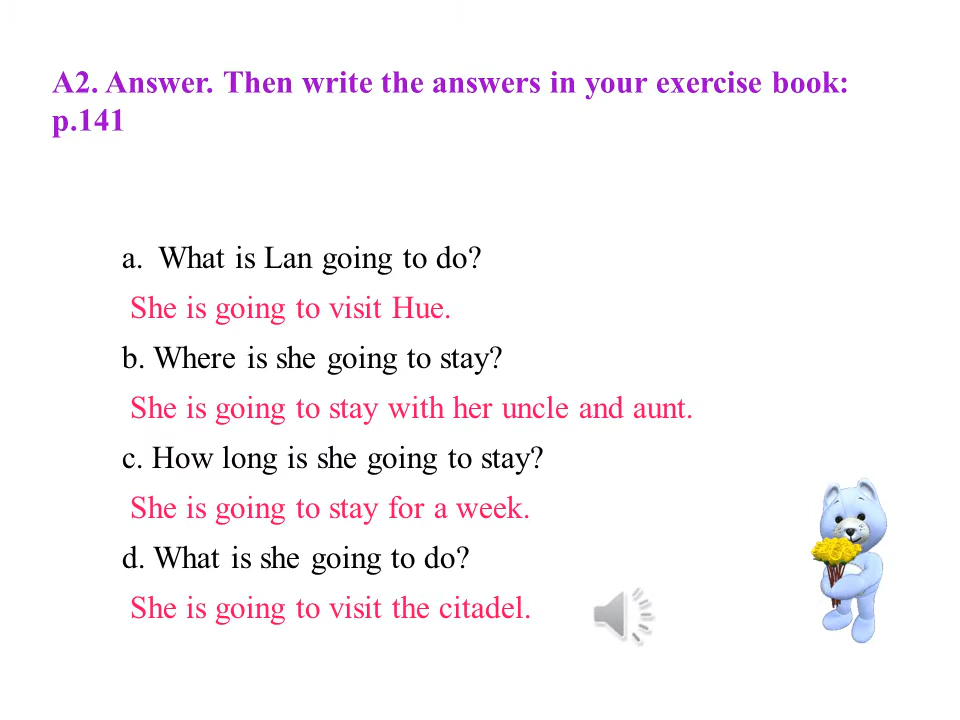 A2. Answer. Then write the answers in your exercise book:
p.141
a. What is Lan going to do?
She is going to visit Hue.
b. Where is she going to stay?
She is going to stay with her uncle and aunt.
c. How long is she going to stay?
She is going to stay for a week.
d. What is she going to do?
She is going to visit the citadel.